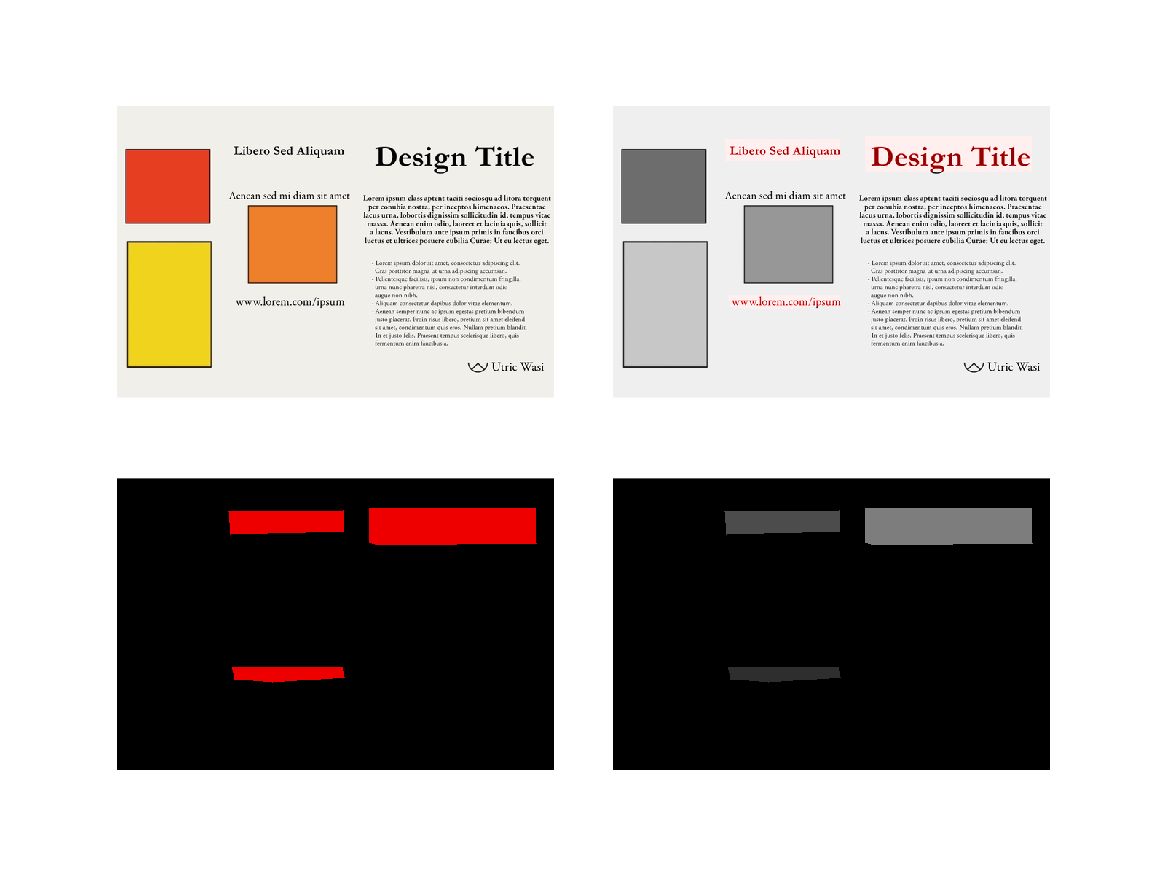 Libero Sed Aliquam
Aenean sed mi diam sit amet
www.lorem.com/ipsum
Design Title
Lorem ipsum class aptent taciti sociosqu ad litora torquent
per conubia nostra, per inceptos himenaeos. Praesentac
lacus urna, lobortis dignissim sollicitudin id, tempus vitae
massa. Aenean enim odio, laoreet et lacinia quis, sollicit
a lacus. Vestibulum ante ipsum primis in faucibus orci
luctus et ultrices posuere cubilia Curae; Ut eu lectus eget.
- Lorem ipsum dolor sit amet, consectetur adipiscing elit.
Cras porttitor magna at urna adipiscing accumsan.
- Pellentesque facilisis, ipsum non condimentum fringilla
urna nunc pharetra nisl, consectetur interdum odio
augue non nibh.
- Aliquam consectetur dapibus dolor vitae elementum.
Aenean semper nunc ac ipsum egestas pretium bibendum
justo placerat. risus libero, pretium sit amet eleifend
sit amet, condimentum quis eros. Nullam pretium blandit
In et justo felis. Praesent tempus scelerisque libero, quis
fermentum enim faucibus a.
Utric Wasi
Libero Sed Aliquam
Aenean sed mi diam sit amet
www.lorem.com/ipsum
Design Title
Lorem ipsum class aptent taciti sociosqu ad litora torquent
per conubia nostra, per inceptos himenaeos. Praesentac
lacus urna, lobortis dignissim sollicitudin id, tempus vitae
massa. Aenean enim odio, laoreet et lacinia quis, sollicit
a lacus. Vestibulum ante ipsum primis in faucibus orci
luctus et ultrices posuere cubilia Curae; Ut eu lectus eget.
- Lorem ipsum dolor sit amet, consectetur adipiscing elit.
Cras porttitor magna at urna adipiscing accumsan.
- Pellentesque facilisis, ipsum non condimentum fringilla
urna nunc pharetra nisl, consectetur interdum odio
augue non nibh.
- Aliquam consectetur dapibus dolor vitae elementum.
Aenean semper nunc ac ipsum egestas pretium bibendum
justo placerat. risus libero, pretium sit amet eleifend
sit amet, condimentum quis eros. Nullam pretium blandit
In et justo felis. Praesent tempus scelerisque libero, quis
fermentum enim faucibus a.
Utric Wasi